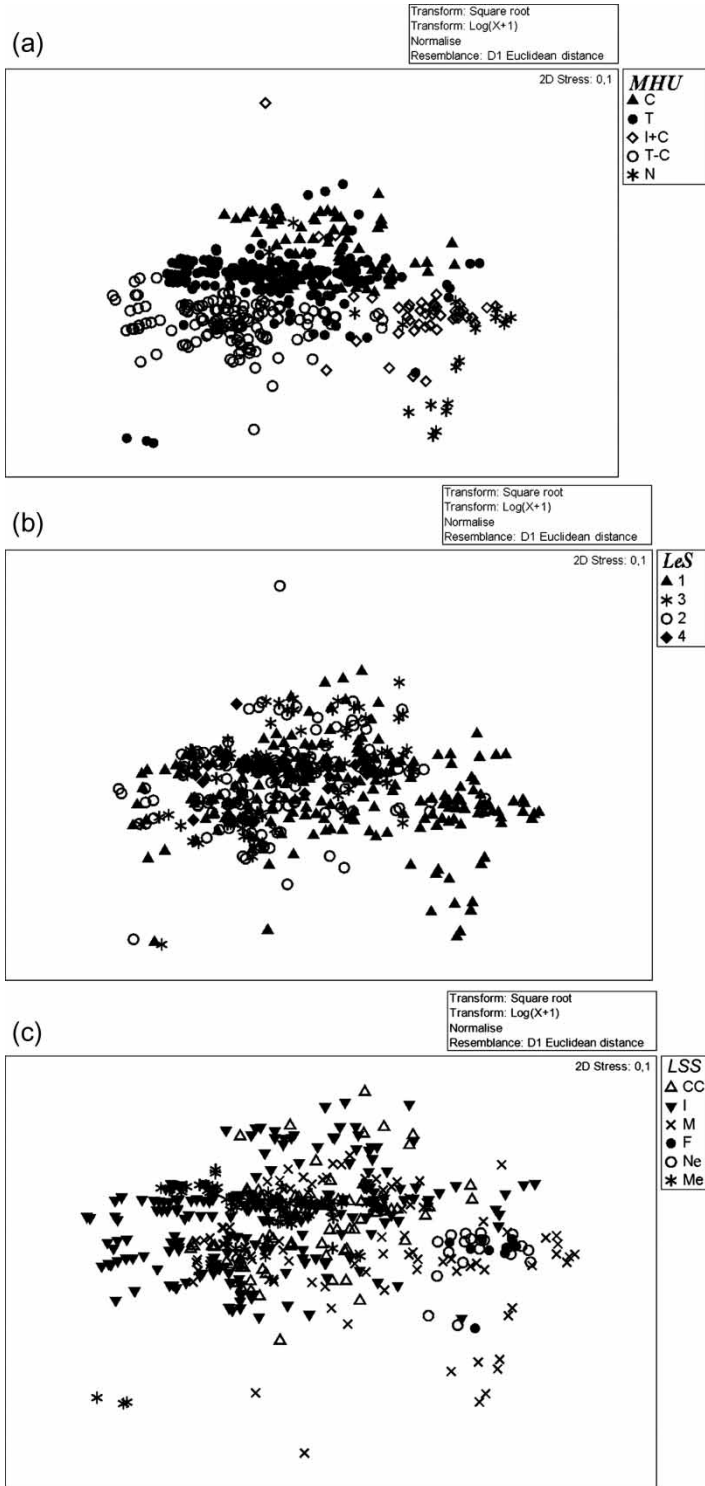 (a)
Transform: Square root
Transform: Log(X+1)
Normalise
Resemblance: D1 Euclidean distance
2D Stress: 0,1
MHU
C
T
I+C
T-C
N
(b)
Transform: Square root
Transform: Log(X+1)
Normalise
Resemblance: D1 Euclidean distance
2D Stress: 0,1
LeS
1
3
2
4
(c)
Transform: Square root
Transform: Log(X+1)
Normalise
Resemblance: D1 Euclidean distance
2D Stress: 0,1
LSS
CC
I
M
F
Ne
Me